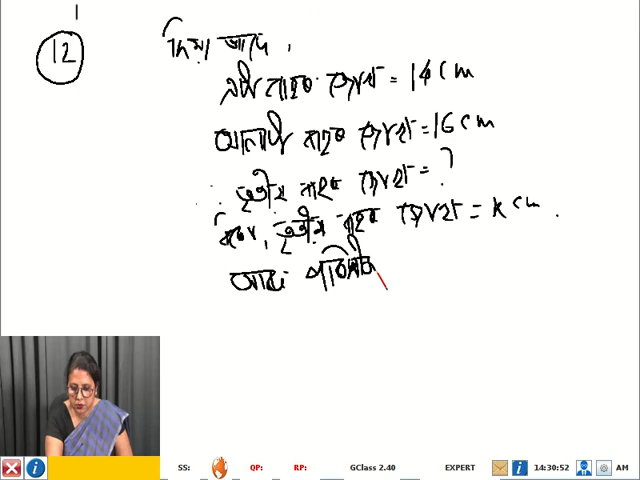 12
দিয়া আছে,
এটা বাহুৰ দৈৰ্ঘ্য = 14 cm
আনটো বাহুৰ দৈৰ্ঘ্য = 16 cm
∴ তৃতীয় বাহুৰ দৈৰ্ঘ্য = ?
ধৰো, তৃতীয় বাহুৰ দৈৰ্ঘ্য = x cm.
আৰু পৰিসীমা
SS: QP: RP: GClass 2.40 EXPERT 14:30:52 AM